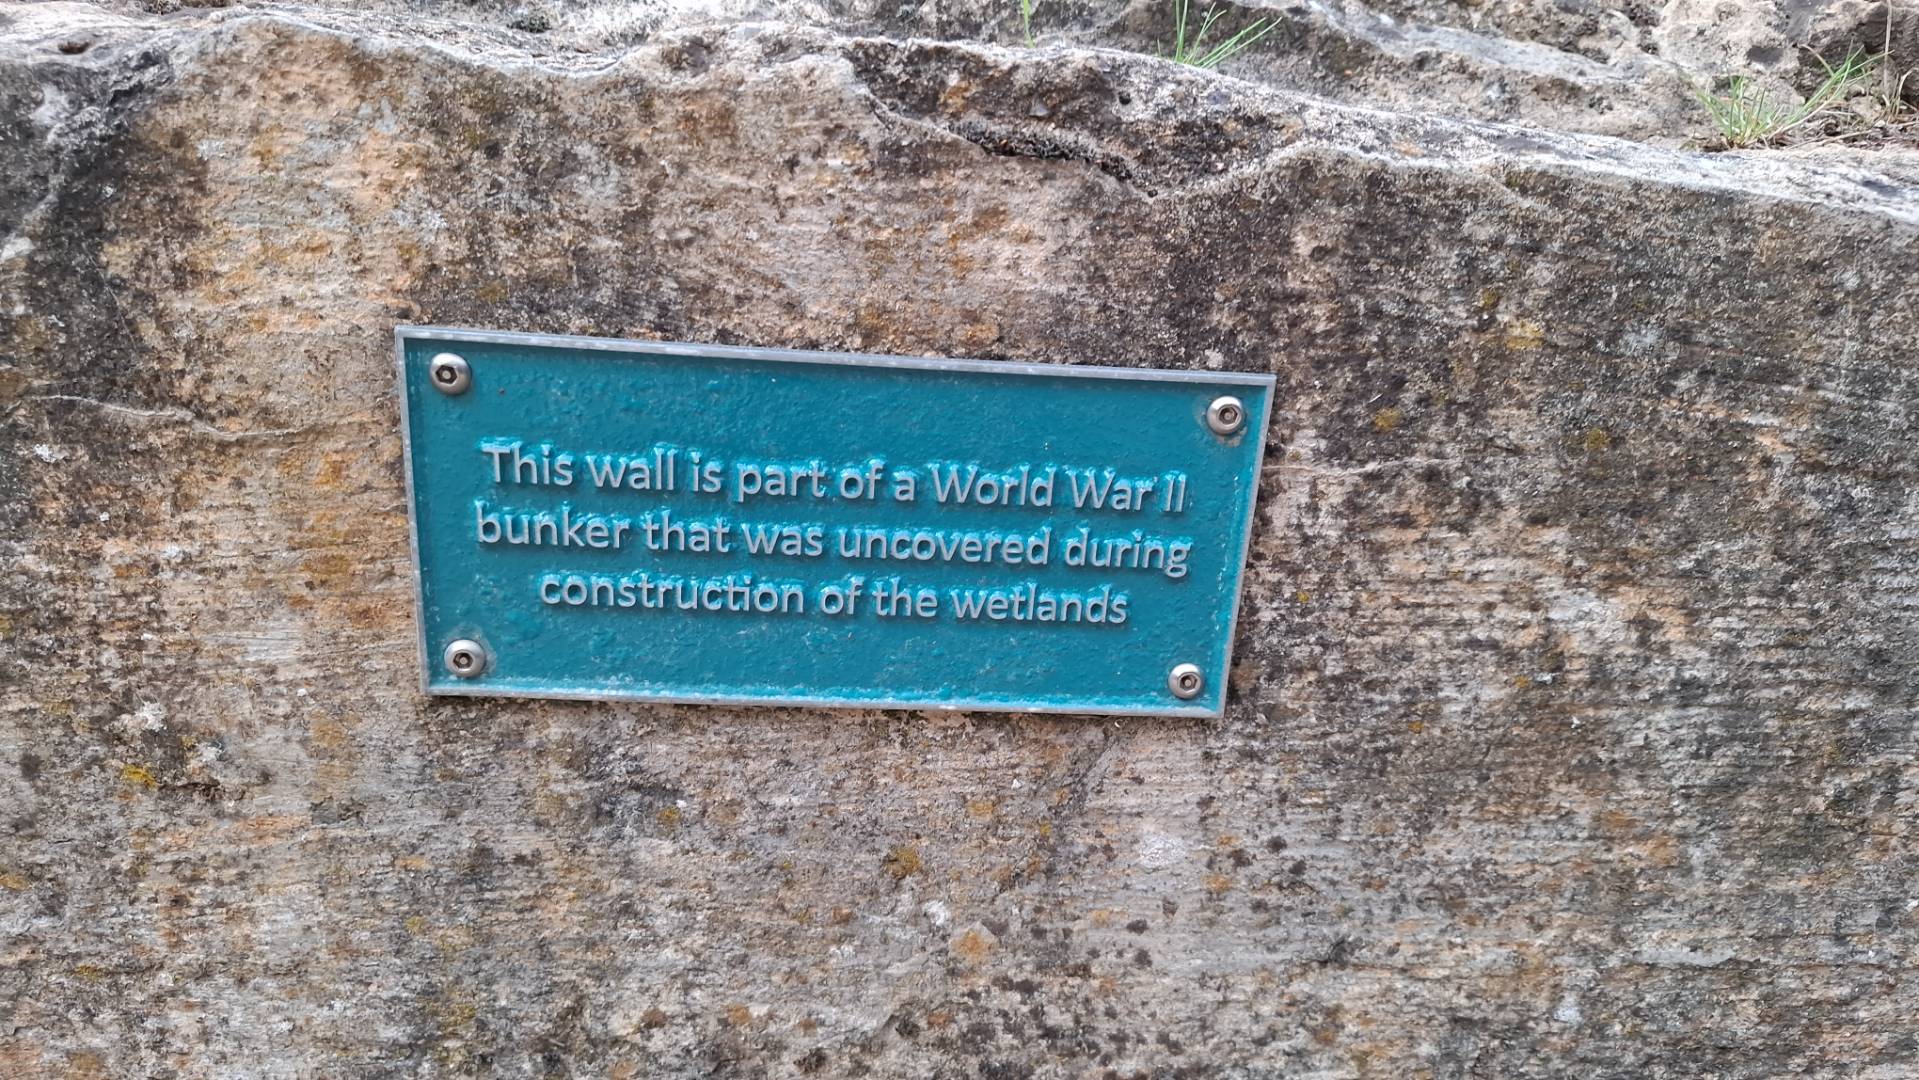 This wall is part of a World War II
bunker that was uncovered during
construction of the wetlands